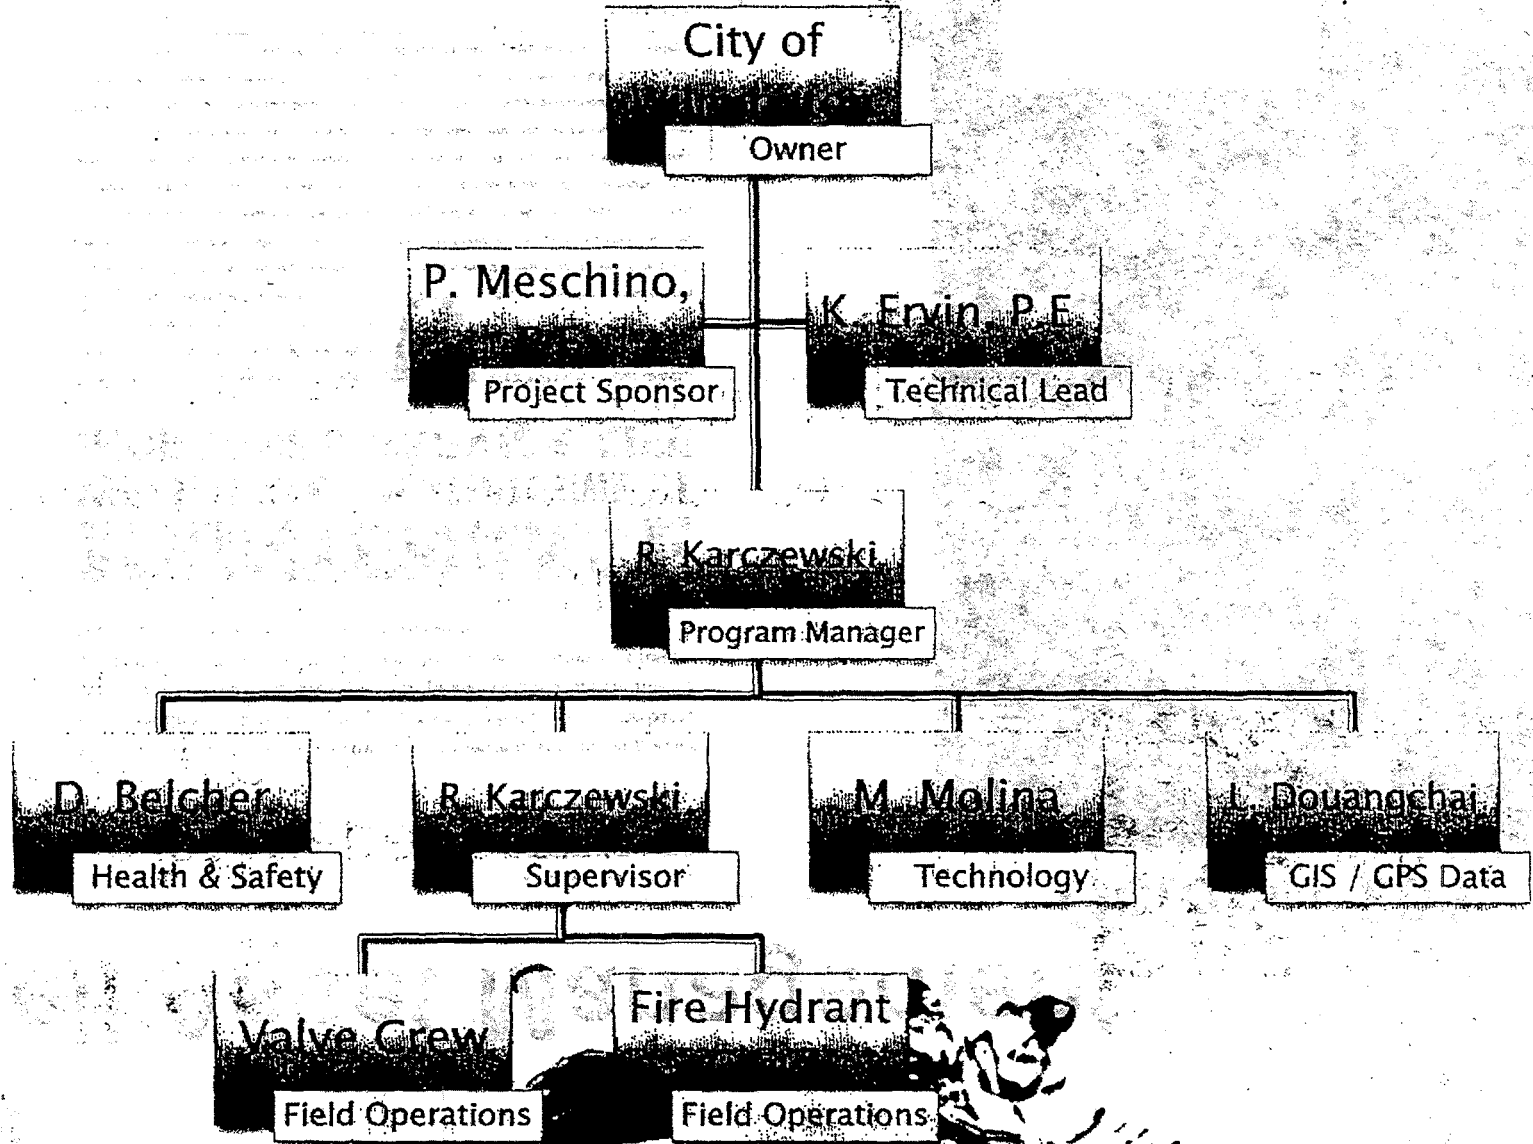 City of
Owner
P. Meschino,
Project Sponsor
K. Ervin, P.E.
Technical Lead
R. Karczewski
Program Manager
D. Belcher
Health & Safety
R. Karczewski
Supervisor
M. Molina
Technology
L. Douangchai
GIS / GPS Data
Valve Crew
Field Operations
Fire Hydrant
Field Operations